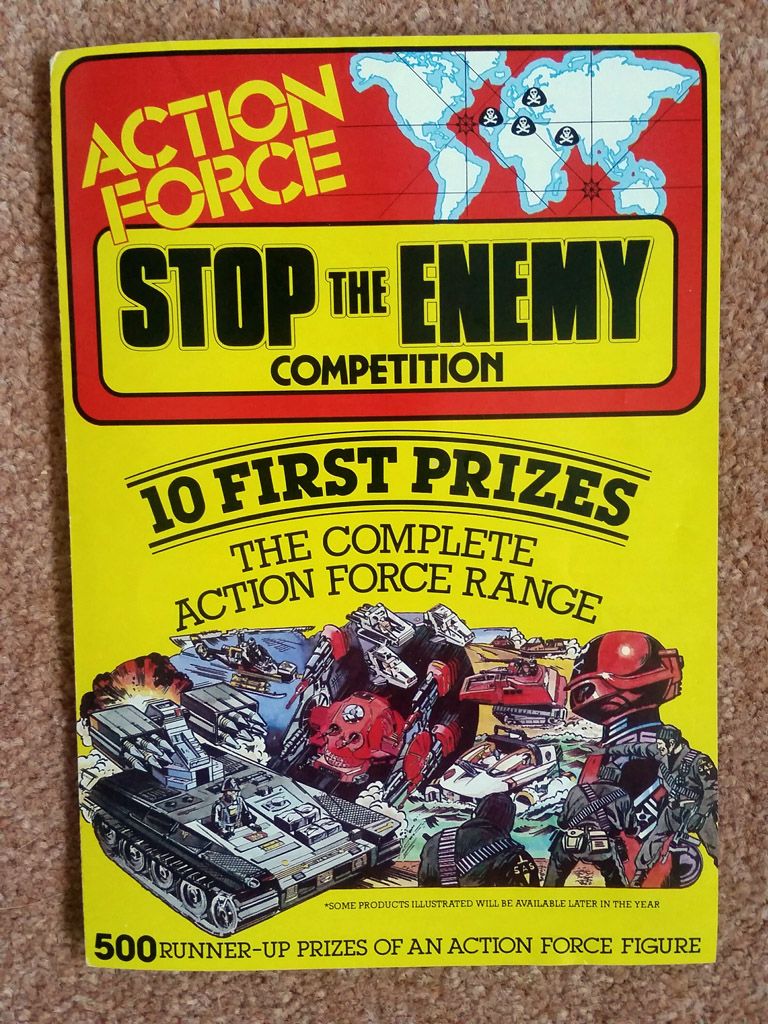 ACTION
FORCE
STOP THE ENEMY
COMPETITION
10 FIRST PRIZES
THE COMPLETE
ACTION FORCE RANGE
SAS
*SOME PRODUCTS ILLUSTRATED WILL BE AVAILABLE LATER IN THE YEAR
500 RUNNER-UP PRIZES OF AN ACTION FORCE FIGURE